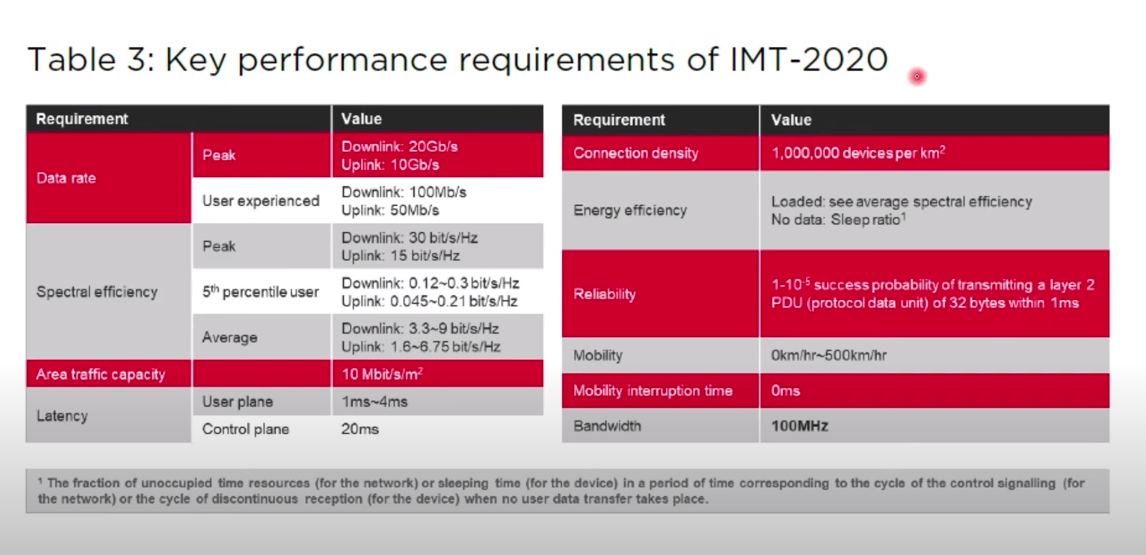 Table 3: Key performance requirements of IMT-2020
Requirement Value
Data rate
Peak
Downlink: 20Gb/s
Uplink: 10Gb/s
User experienced
Downlink: 100Mb/s
Uplink: 50Mb/s
Spectral efficiency
Peak
Downlink: 30 bit/s/Hz
Uplink: 15 bit/s/Hz
5th percentile user
Downlink: 0.12~0.3 bit/s/Hz
Uplink: 0.045~0.21 bit/s/Hz
Average
Downlink: 3.3~9 bit/s/Hz
Uplink: 1.6~6.75 bit/s/Hz
Area traffic capacity 10 Mbit/s/m²
Latency
User plane 1ms~4ms
Control plane 20ms
Requirement Value
Connection density 1,000,000 devices per km²
Energy efficiency
Loaded: see average spectral efficiency
No data: Sleep ratio¹
Reliability
1-10⁻⁵ success probability of transmitting a layer 2
PDU (protocol data unit) of 32 bytes within 1ms
Mobility 0km/hr~500km/hr
Mobility interruption time 0ms
Bandwidth 100MHz
¹ The fraction of unoccupied time resources (for the network) or sleeping time (for the device) in a period of time corresponding to the cycle of the control signalling (for
the network) or the cycle of discontinuous reception (for the device) when no user data transfer takes place.